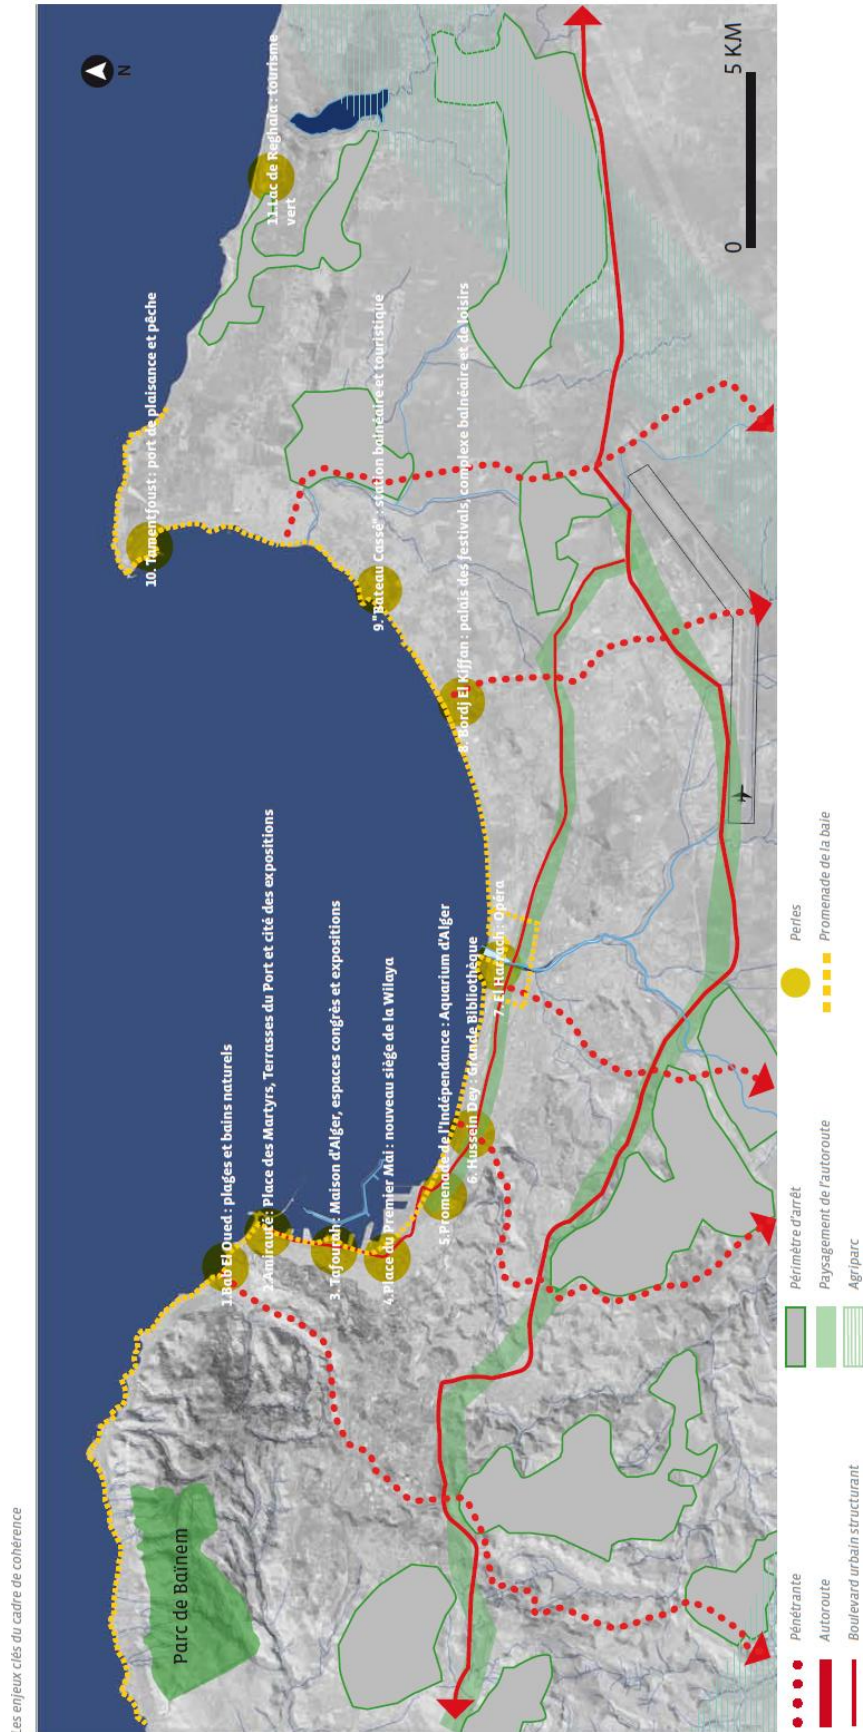 Les enjeux clés du cadre de cohérence
N
1.Bab El Oued : plages et bains naturels
2.Amirauté : Place des Martyrs, Terrasses du Port et cité des expositions
3. Tafourah : Maison d'Alger, espaces congrès et expositions
4.Place du Premier Mai : nouveau siège de la Wilaya
5.Promenade de l'Indépendance : Aquarium d'Alger
6. Hussein Dey : Grande Bibliothèque
7. El Harrach : Opéra
8. Bordj El Kiffan : palais des festivals, complexe balnéaire et de loisirs
9."Bateau Cassé" : station balnéaire et touristique
10. Tamentfoust : port de plaisance et pêche
11.Lac de Reghaïa : tourisme
vert
Parc de Baïnem
0 5 KM
Pénétrante
Autoroute
Boulevard urbain structurant
Périmètre d'arrêt
Paysagement de l'autoroute
Agriparc
Perles
Promenade de la baie